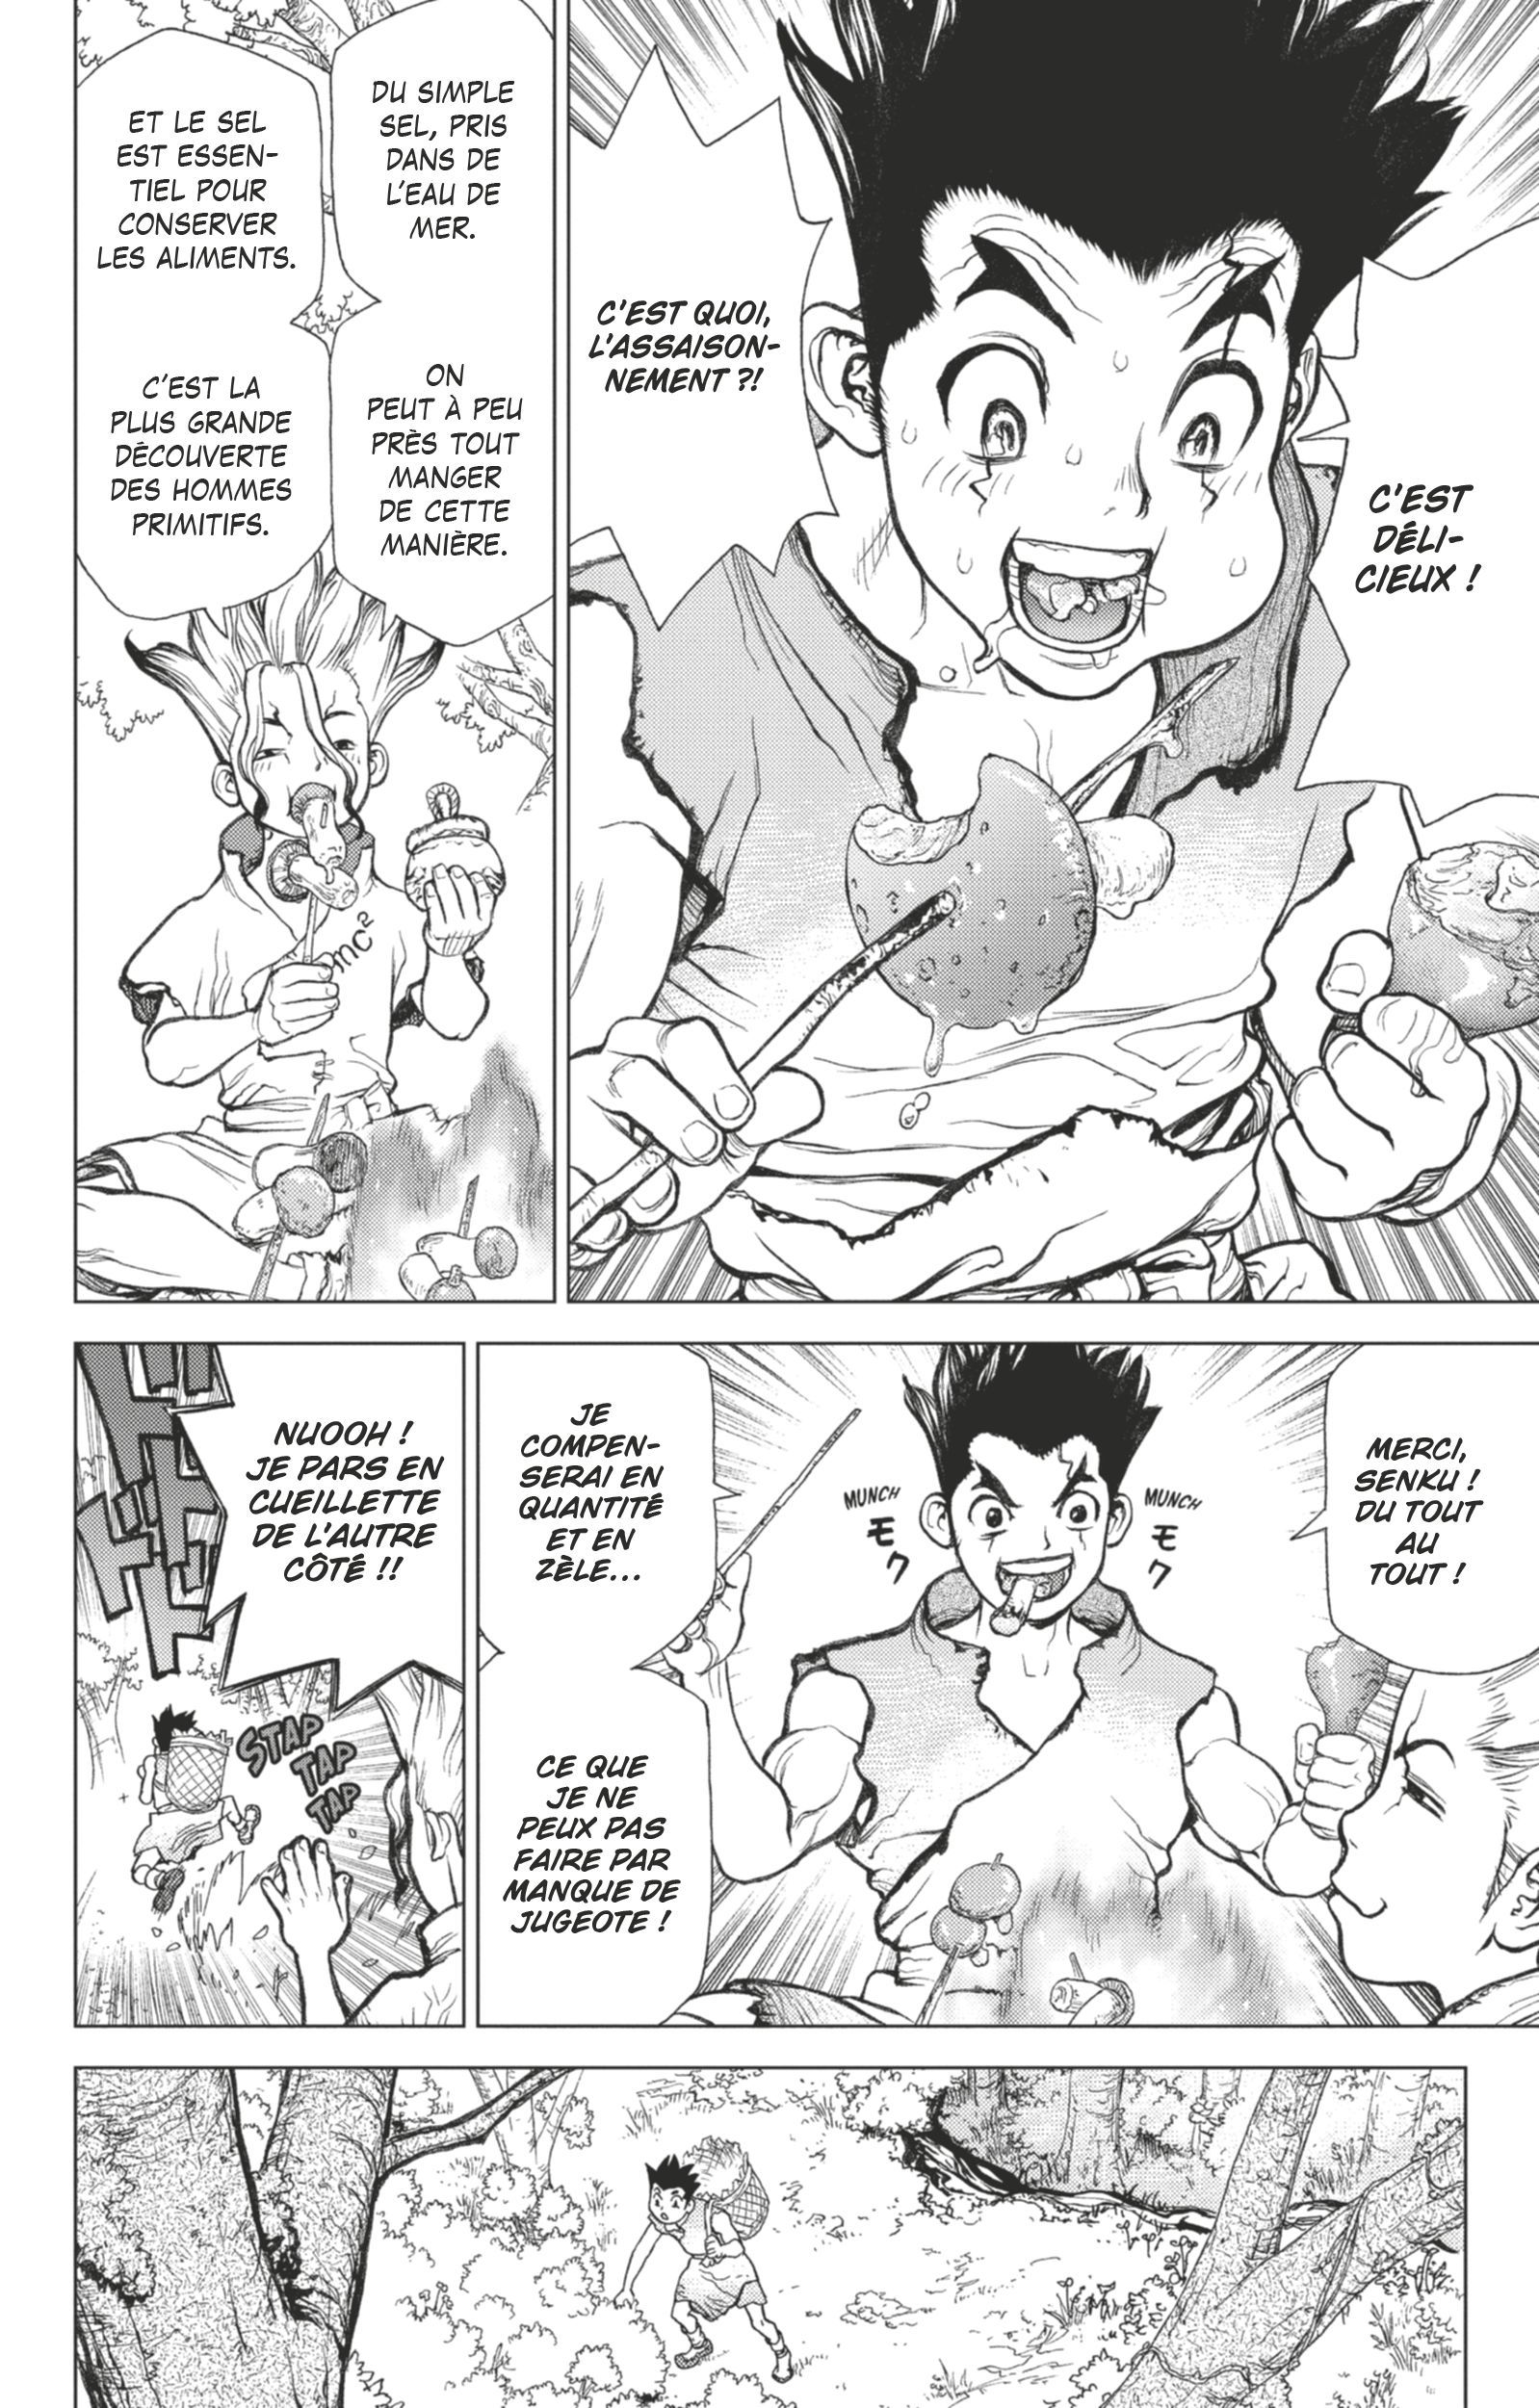 C'EST
DÉLI-
CIEUX !
C'EST QUOI,
L'ASSAISON-
NEMENT ?!
DU SIMPLE
SEL, PRIS
DANS DE
L'EAU DE
MER.
ON
PEUT À PEU
PRÈS TOUT
MANGER
DE CETTE
MANIÈRE.
ET LE SEL
EST ESSEN-
TIEL POUR
CONSERVER
LES ALIMENTS.
C'EST LA
PLUS GRANDE
DÉCOUVERTE
DES HOMMES
PRIMITIFS.
mc²
MERCI,
SENKU !
DU TOUT
AU
TOUT !
MUNCH
モク
MUNCH
モク
JE
COMPEN-
SERAI EN
QUANTITÉ
ET EN
ZÈLE...
CE QUE
JE NE
PEUX PAS
FAIRE PAR
MANQUE DE
JUGEOTE !
NUOOH !
JE PARS EN
CUEILLETTE
DE L'AUTRE
CÔTÉ !!
ドドドド
STAP
TAP
TAP